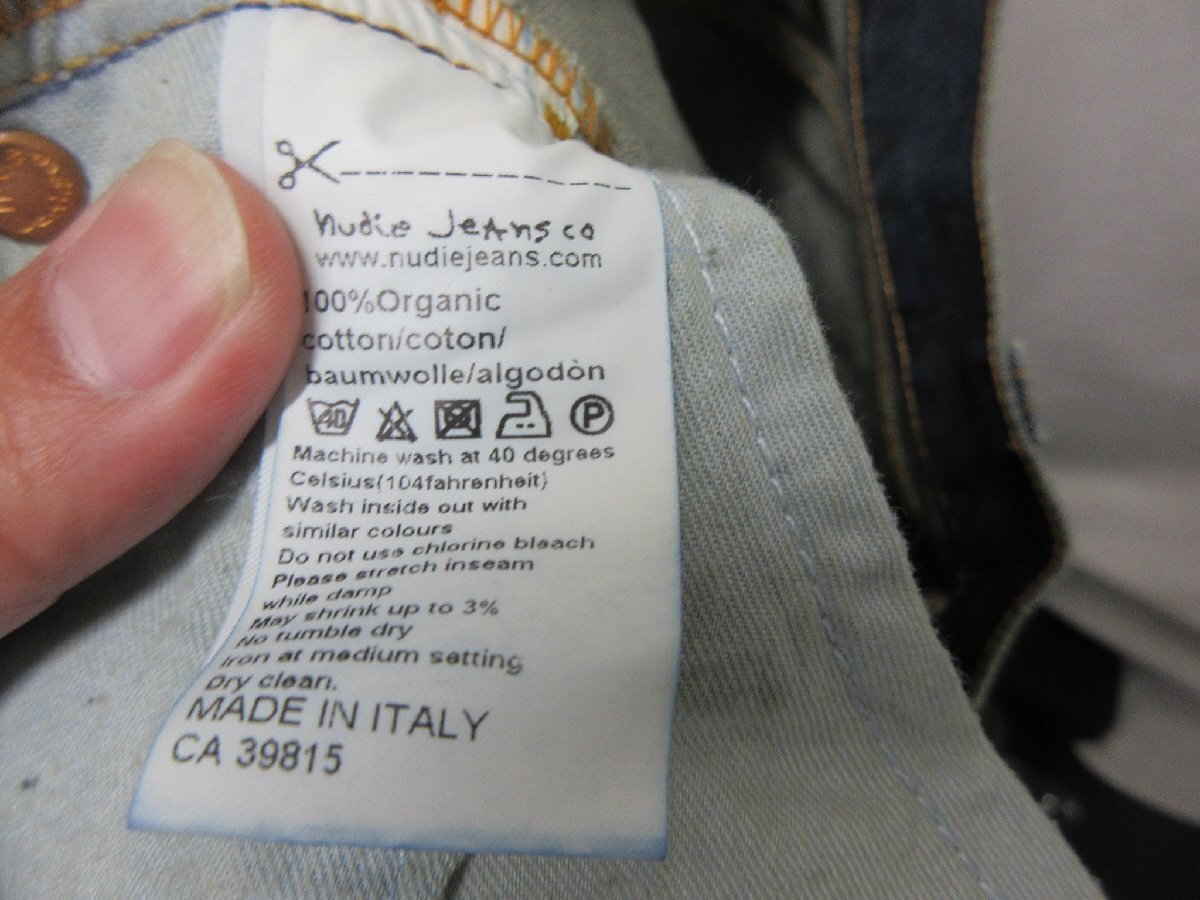 nudie Jeans co
www.nudiejeans.com
100%Organic
cotton/coton/
baumwolle/algodòn
40 P
Machine wash at 40 degrees
Celsius(104fahrenheit)
Wash inside out with
similar colours
Do not use chlorine bleach
Please stretch inseam
while damp
May shrink up to 3%
No tumble dry
Iron at medium setting
Dry clean.
MADE IN ITALY
CA 39815